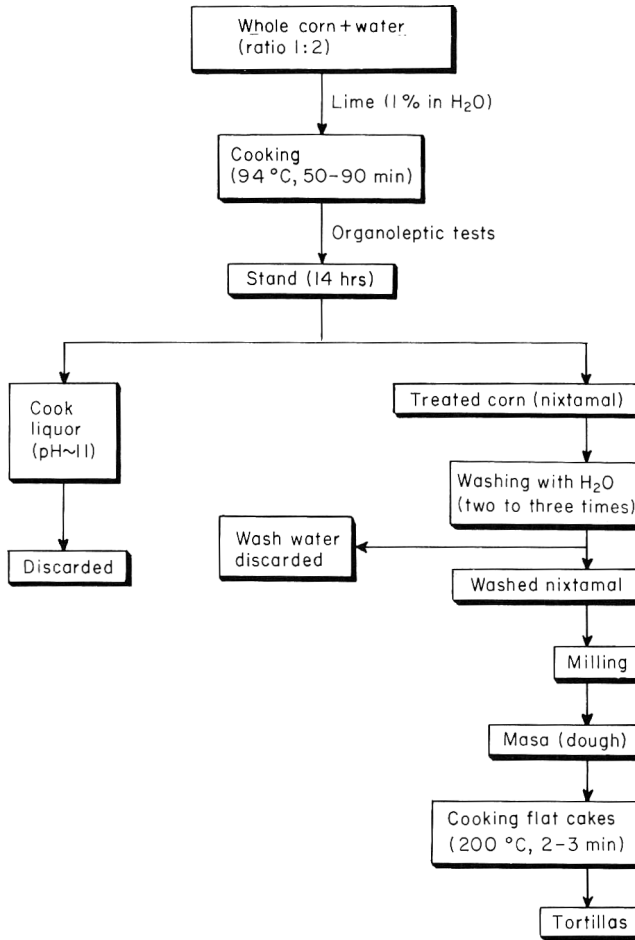 Whole corn + water
(ratio 1:2)
Lime (1% in H₂O)
Cooking
(94 °C, 50–90 min)
Organoleptic tests
Stand (14 hrs)
Cook
liquor
(pH~11)
Discarded
Treated corn (nixtamal)
Washing with H₂O
(two to three times)
Wash water
discarded
Washed nixtamal
Milling
Masa (dough)
Cooking flat cakes
(200 °C, 2–3 min)
Tortillas